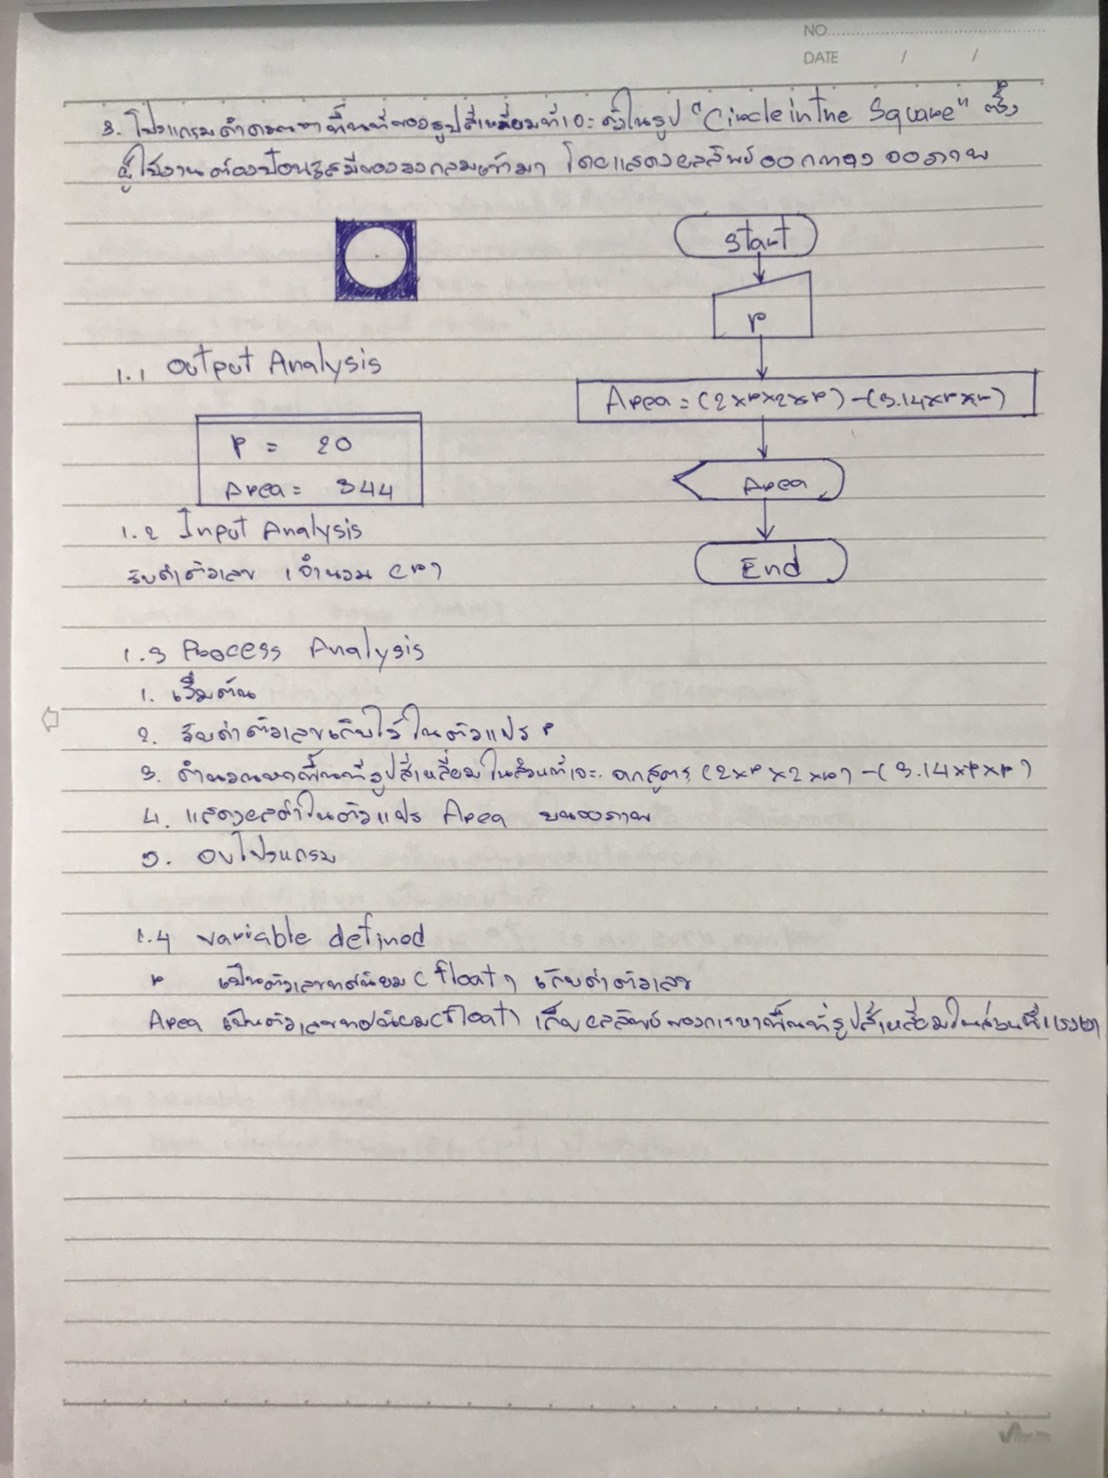 NO.
DATE / /
3. โปรแกรมคำนวณหาพื้นที่ของรูปสี่เหลี่ยมที่เจาะ ดังในรูป "Circle in the Square" ซึ่ง
ผู้ใช้งานต้องป้อนรัศมีของวงกลมเข้ามา โดยแสดงผลลัพธ์ออกทางจอภาพ
Start
r
1.1 Output Analysis
Area = (2×r×2×r) - (3.14×r×r)
r = 20
Area = 344
Area
1.2 Input Analysis
End
รับค่าตัวเลข 1 จำนวน (r)
1.3 Process Analysis
1. เริ่มต้น
2. รับค่าตัวเลขเก็บไว้ในตัวแปร r
3. คำนวณหาพื้นที่รูปสี่เหลี่ยมในส่วนที่เจาะ จากสูตร (2×r×2×r) - (3.14×r×r)
4. แสดงผลค่าในตัวแปร Area บนจอภาพ
5. จบโปรแกรม
1.4 variable defined
r เป็นตัวเลขทศนิยม (float) เก็บค่าตัวเลข
Area เป็นตัวเลขทศนิยม (float) เก็บผลลัพธ์ของการหาพื้นที่รูปสี่เหลี่ยมในส่วนที่แรเงา